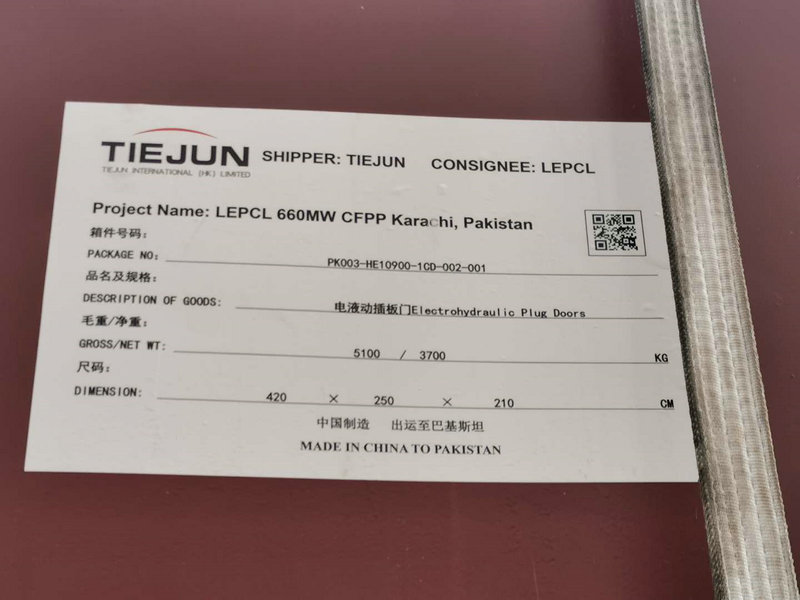 TIEJUN
TIEJUN INTERNATIONAL (HK) LIMITED
SHIPPER: TIEJUN CONSIGNEE: LEPCL
Project Name: LEPCL 660MW CFPP Karachi, Pakistan
箱件号码:
PACKAGE NO: PK003-HE10900-1CD-002-001
品名及规格:
DESCRIPTION OF GOODS: 电液动插板门Electrohydraulic Plug Doors
毛重/净重:
GROSS/NET WT: 5100 / 3700 KG
尺码:
DIMENSION: 420 × 250 × 210 CM
中国制造 出运至巴基斯坦
MADE IN CHINA TO PAKISTAN